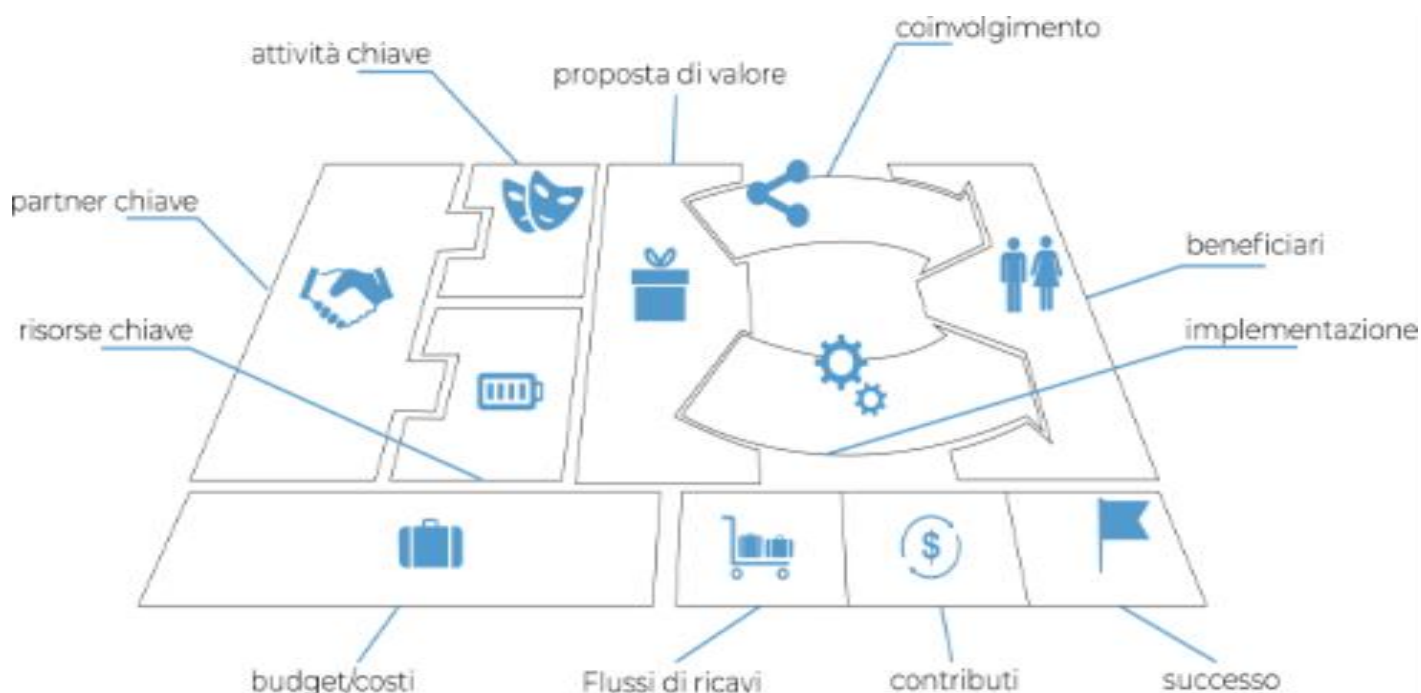 coinvolgimento
attività chiave
proposta di valore
partner chiave
beneficiari
risorse chiave
implementazione
$
budget/costi
Flussi di ricavi
contributi
successo